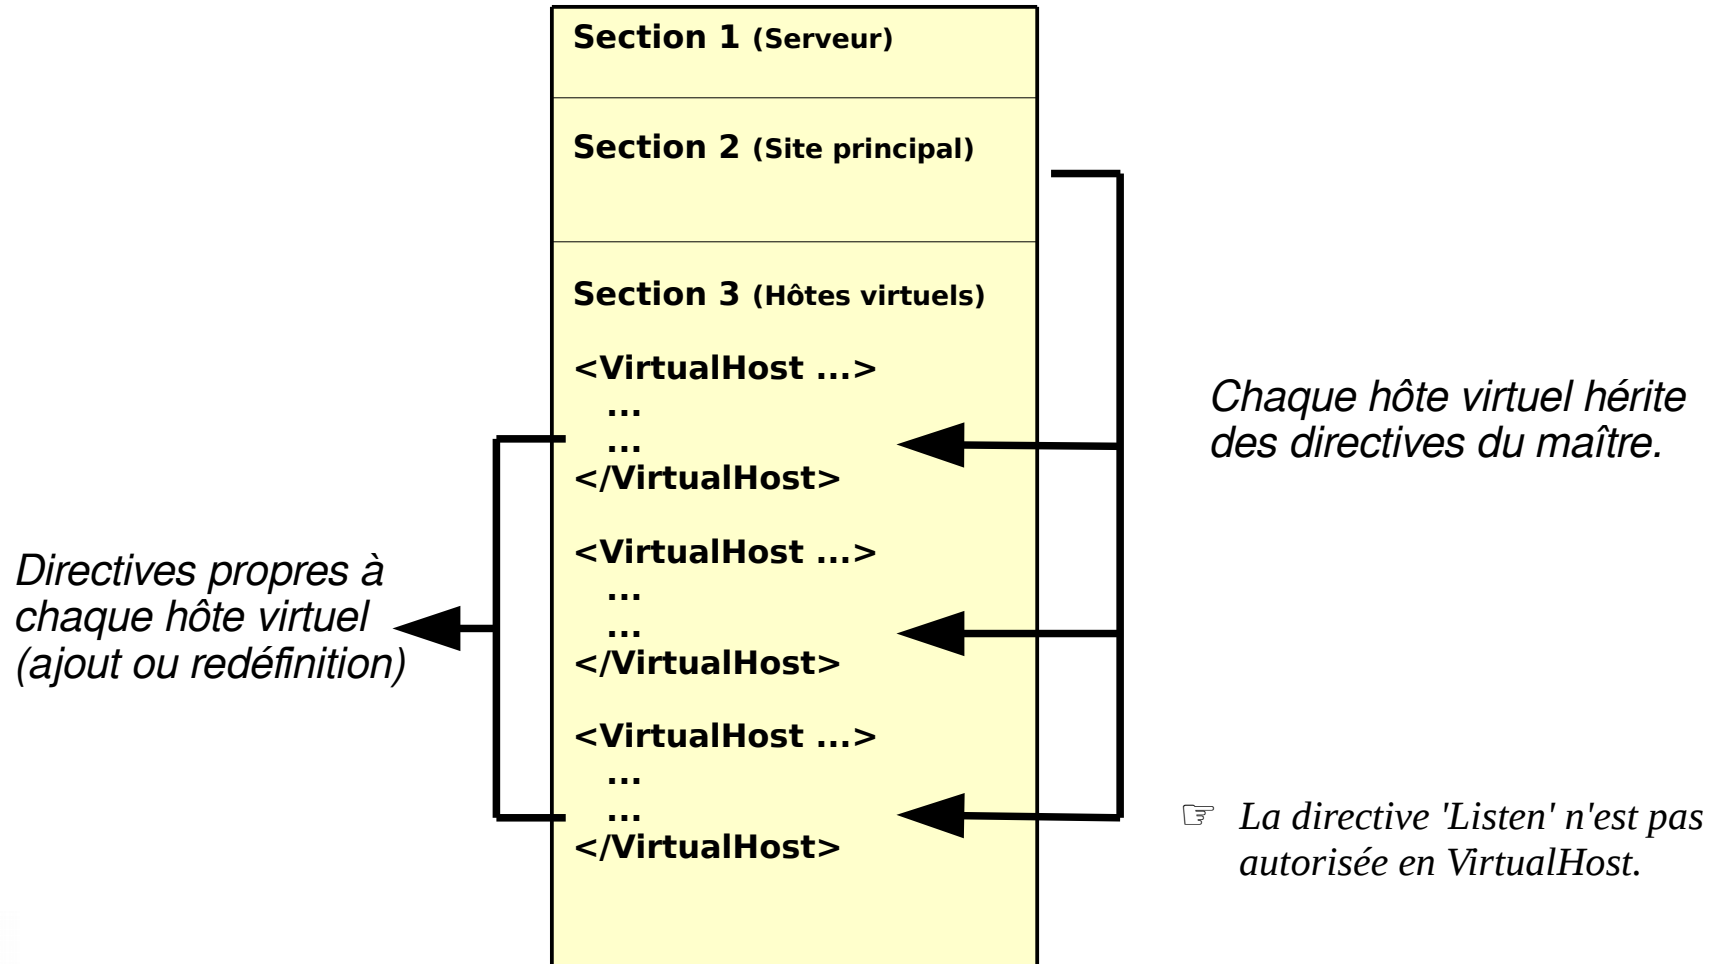 Section 1 (Serveur)
Section 2 (Site principal)
Section 3 (Hôtes virtuels)
<VirtualHost ...>
...
...
</VirtualHost>
<VirtualHost ...>
...
...
</VirtualHost>
<VirtualHost ...>
...
...
</VirtualHost>
Directives propres à
chaque hôte virtuel
(ajout ou redéfinition)
Chaque hôte virtuel hérite
des directives du maître.
☞ La directive 'Listen' n'est pas
autorisée en VirtualHost.